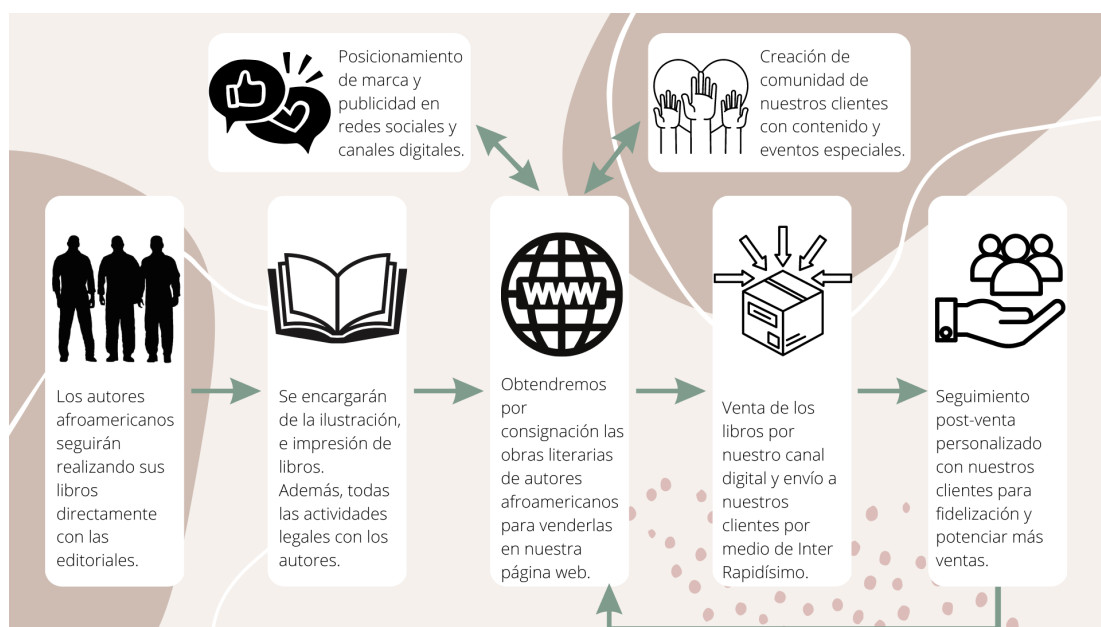 Posicionamiento
de marca y
publicidad en
redes sociales y
canales digitales.
Creación de
comunidad de
nuestros clientes
con contenido y
eventos especiales.
Los autores
afroamericanos
seguirán
realizando sus
libros
directamente
con las
editoriales.
Se encargarán
de la ilustración,
e impresión de
libros.
Además, todas
las actividades
legales con los
autores.
WWW
Obtendremos
por
consignación las
obras literarias
de autores
afroamericanos
para venderlas
en nuestra
página web.
Venta de los
libros por
nuestro canal
digital y envío a
nuestros
clientes por
medio de Inter
Rapidísimo.
Seguimiento
post-venta
personalizado
con nuestros
clientes para
fidelización y
potenciar más
ventas.